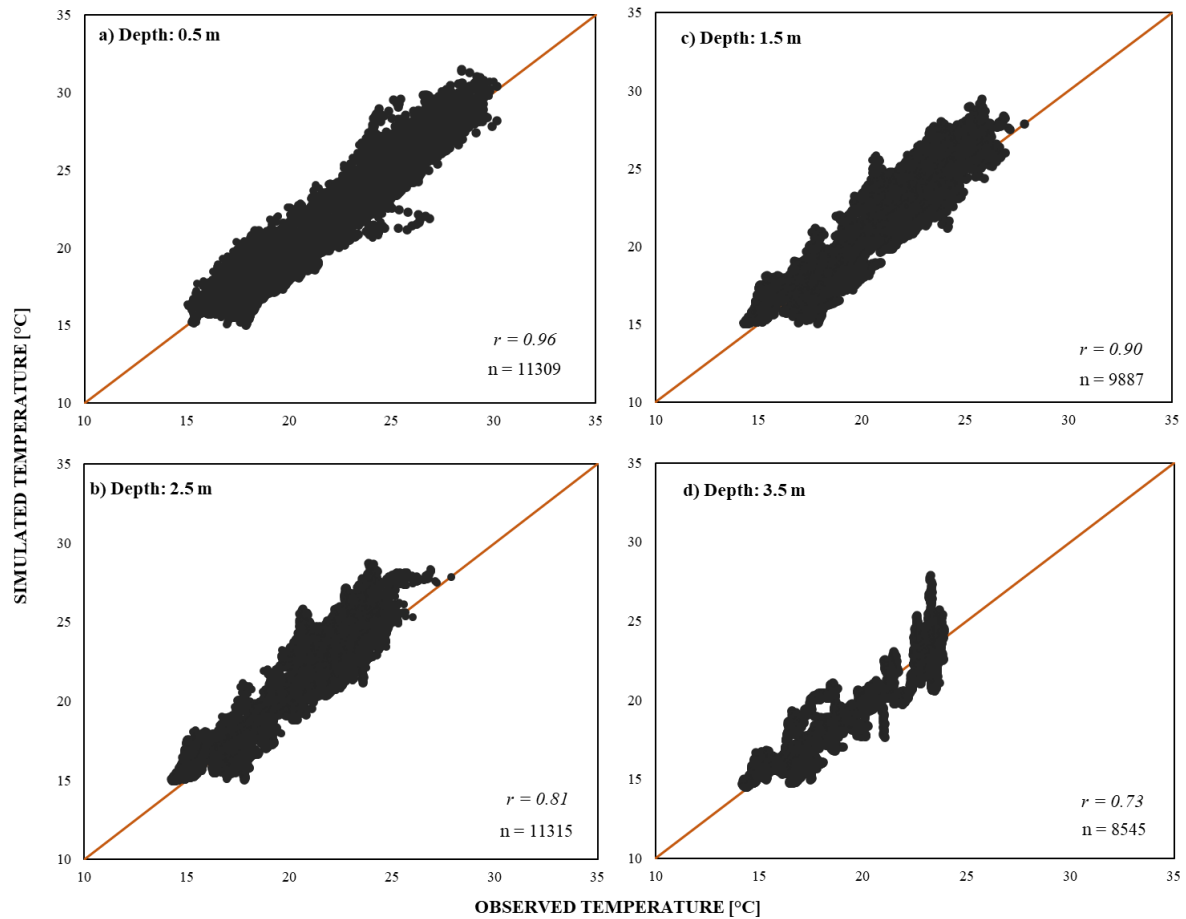 SIMULATED TEMPERATURE [°C]
a) Depth: 0.5 m
35
30
25
20
15
10
r = 0.96
n = 11309
10 15 20 25 30 35
c) Depth: 1.5 m
35
30
25
20
15
10
r = 0.90
n = 9887
10 15 20 25 30 35
b) Depth: 2.5 m
35
30
25
20
15
10
r = 0.81
n = 11315
10 15 20 25 30 35
d) Depth: 3.5 m
35
30
25
20
15
10
r = 0.73
n = 8545
10 15 20 25 30 35
OBSERVED TEMPERATURE [°C]